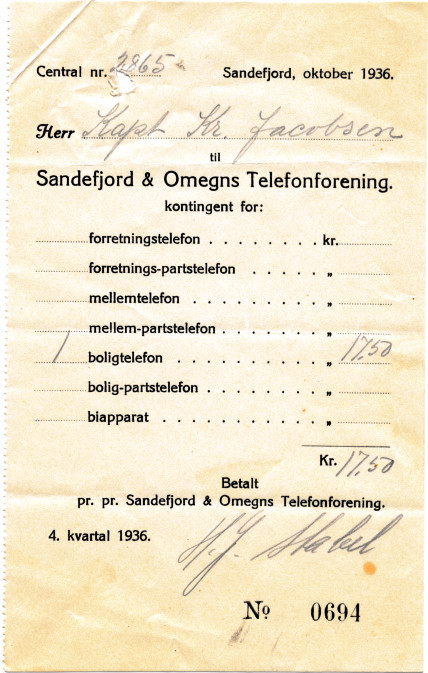 Central nr. 2865 Sandefjord, oktober 1936.
Herr Kapt Kr. Jacobsen
til
Sandefjord & Omegns Telefonforening.
kontingent for:
forretningstelefon . . . . . . . . kr.
forretnings-partstelefon . . . . . „
mellemtelefon . . . . . . . . . „
mellem-partstelefon . . . . . . . „
1 boligtelefon . . . . . . . . . . „ 17,50
bolig-partstelefon . . . . . . . . „
biapparat . . . . . . . . . . . „
Kr. 17,50
Betalt
pr. pr. Sandefjord & Omegns Telefonforening.
4. kvartal 1936. H. J. Stabel
No 0694